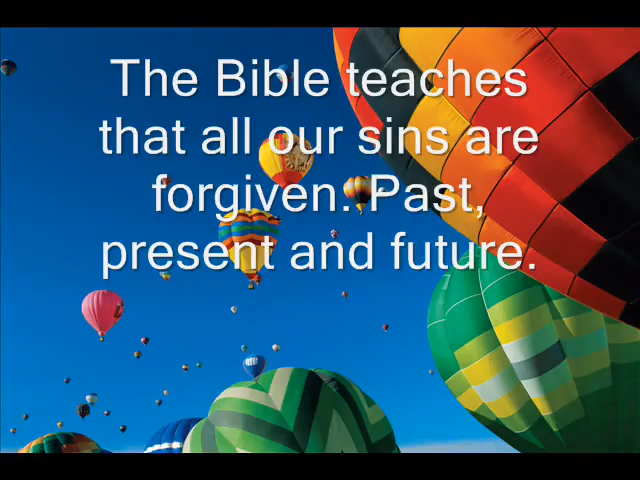 The Bible teaches
that all our sins are
forgiven. Past,
present and future.